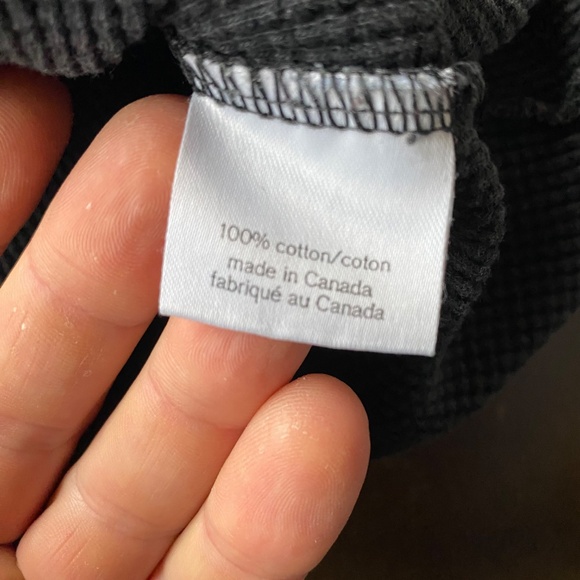 100% cotton/coton
made in Canada
fabriqué au Canada